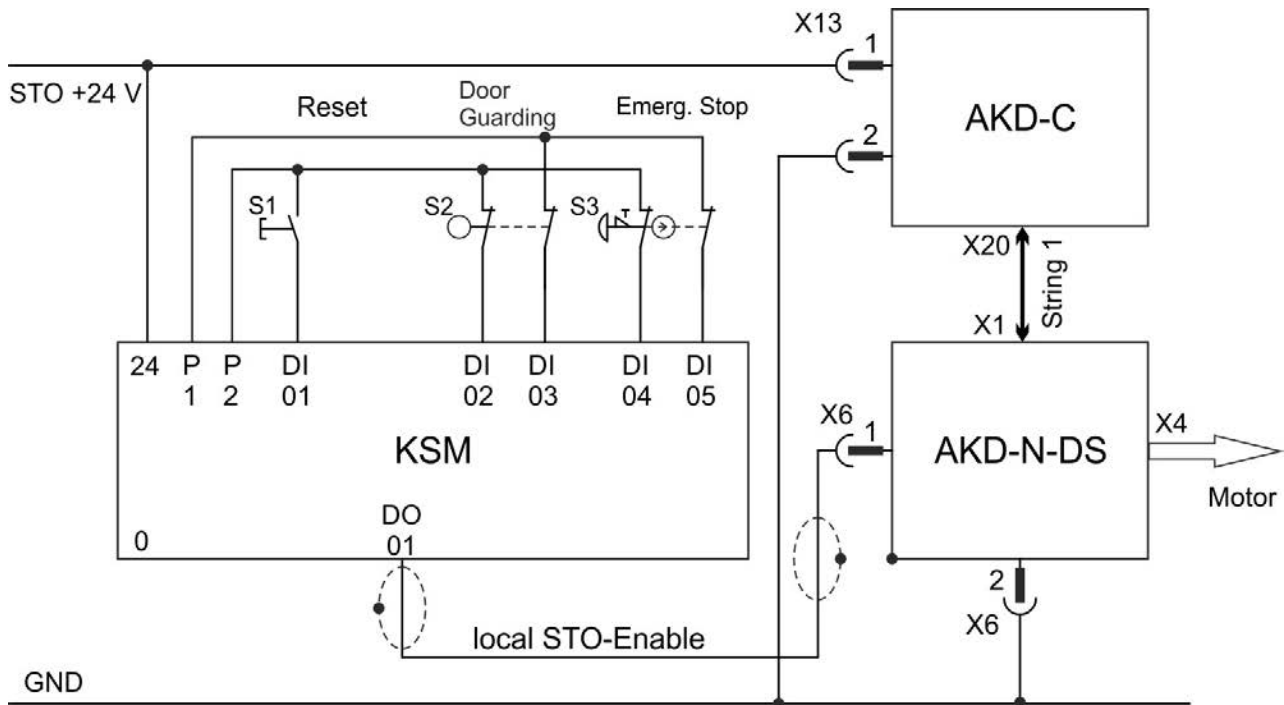 X13
1
STO +24 V
Reset
Door
Guarding
Emerg. Stop
AKD-C
2
S1
S2
S3
X20
String 1
X1
24
P
1
P
2
DI
01
DI
02
DI
03
DI
04
DI
05
KSM
X6
1
AKD-N-DS
X4
Motor
0
DO
01
2
X6
local STO-Enable
GND